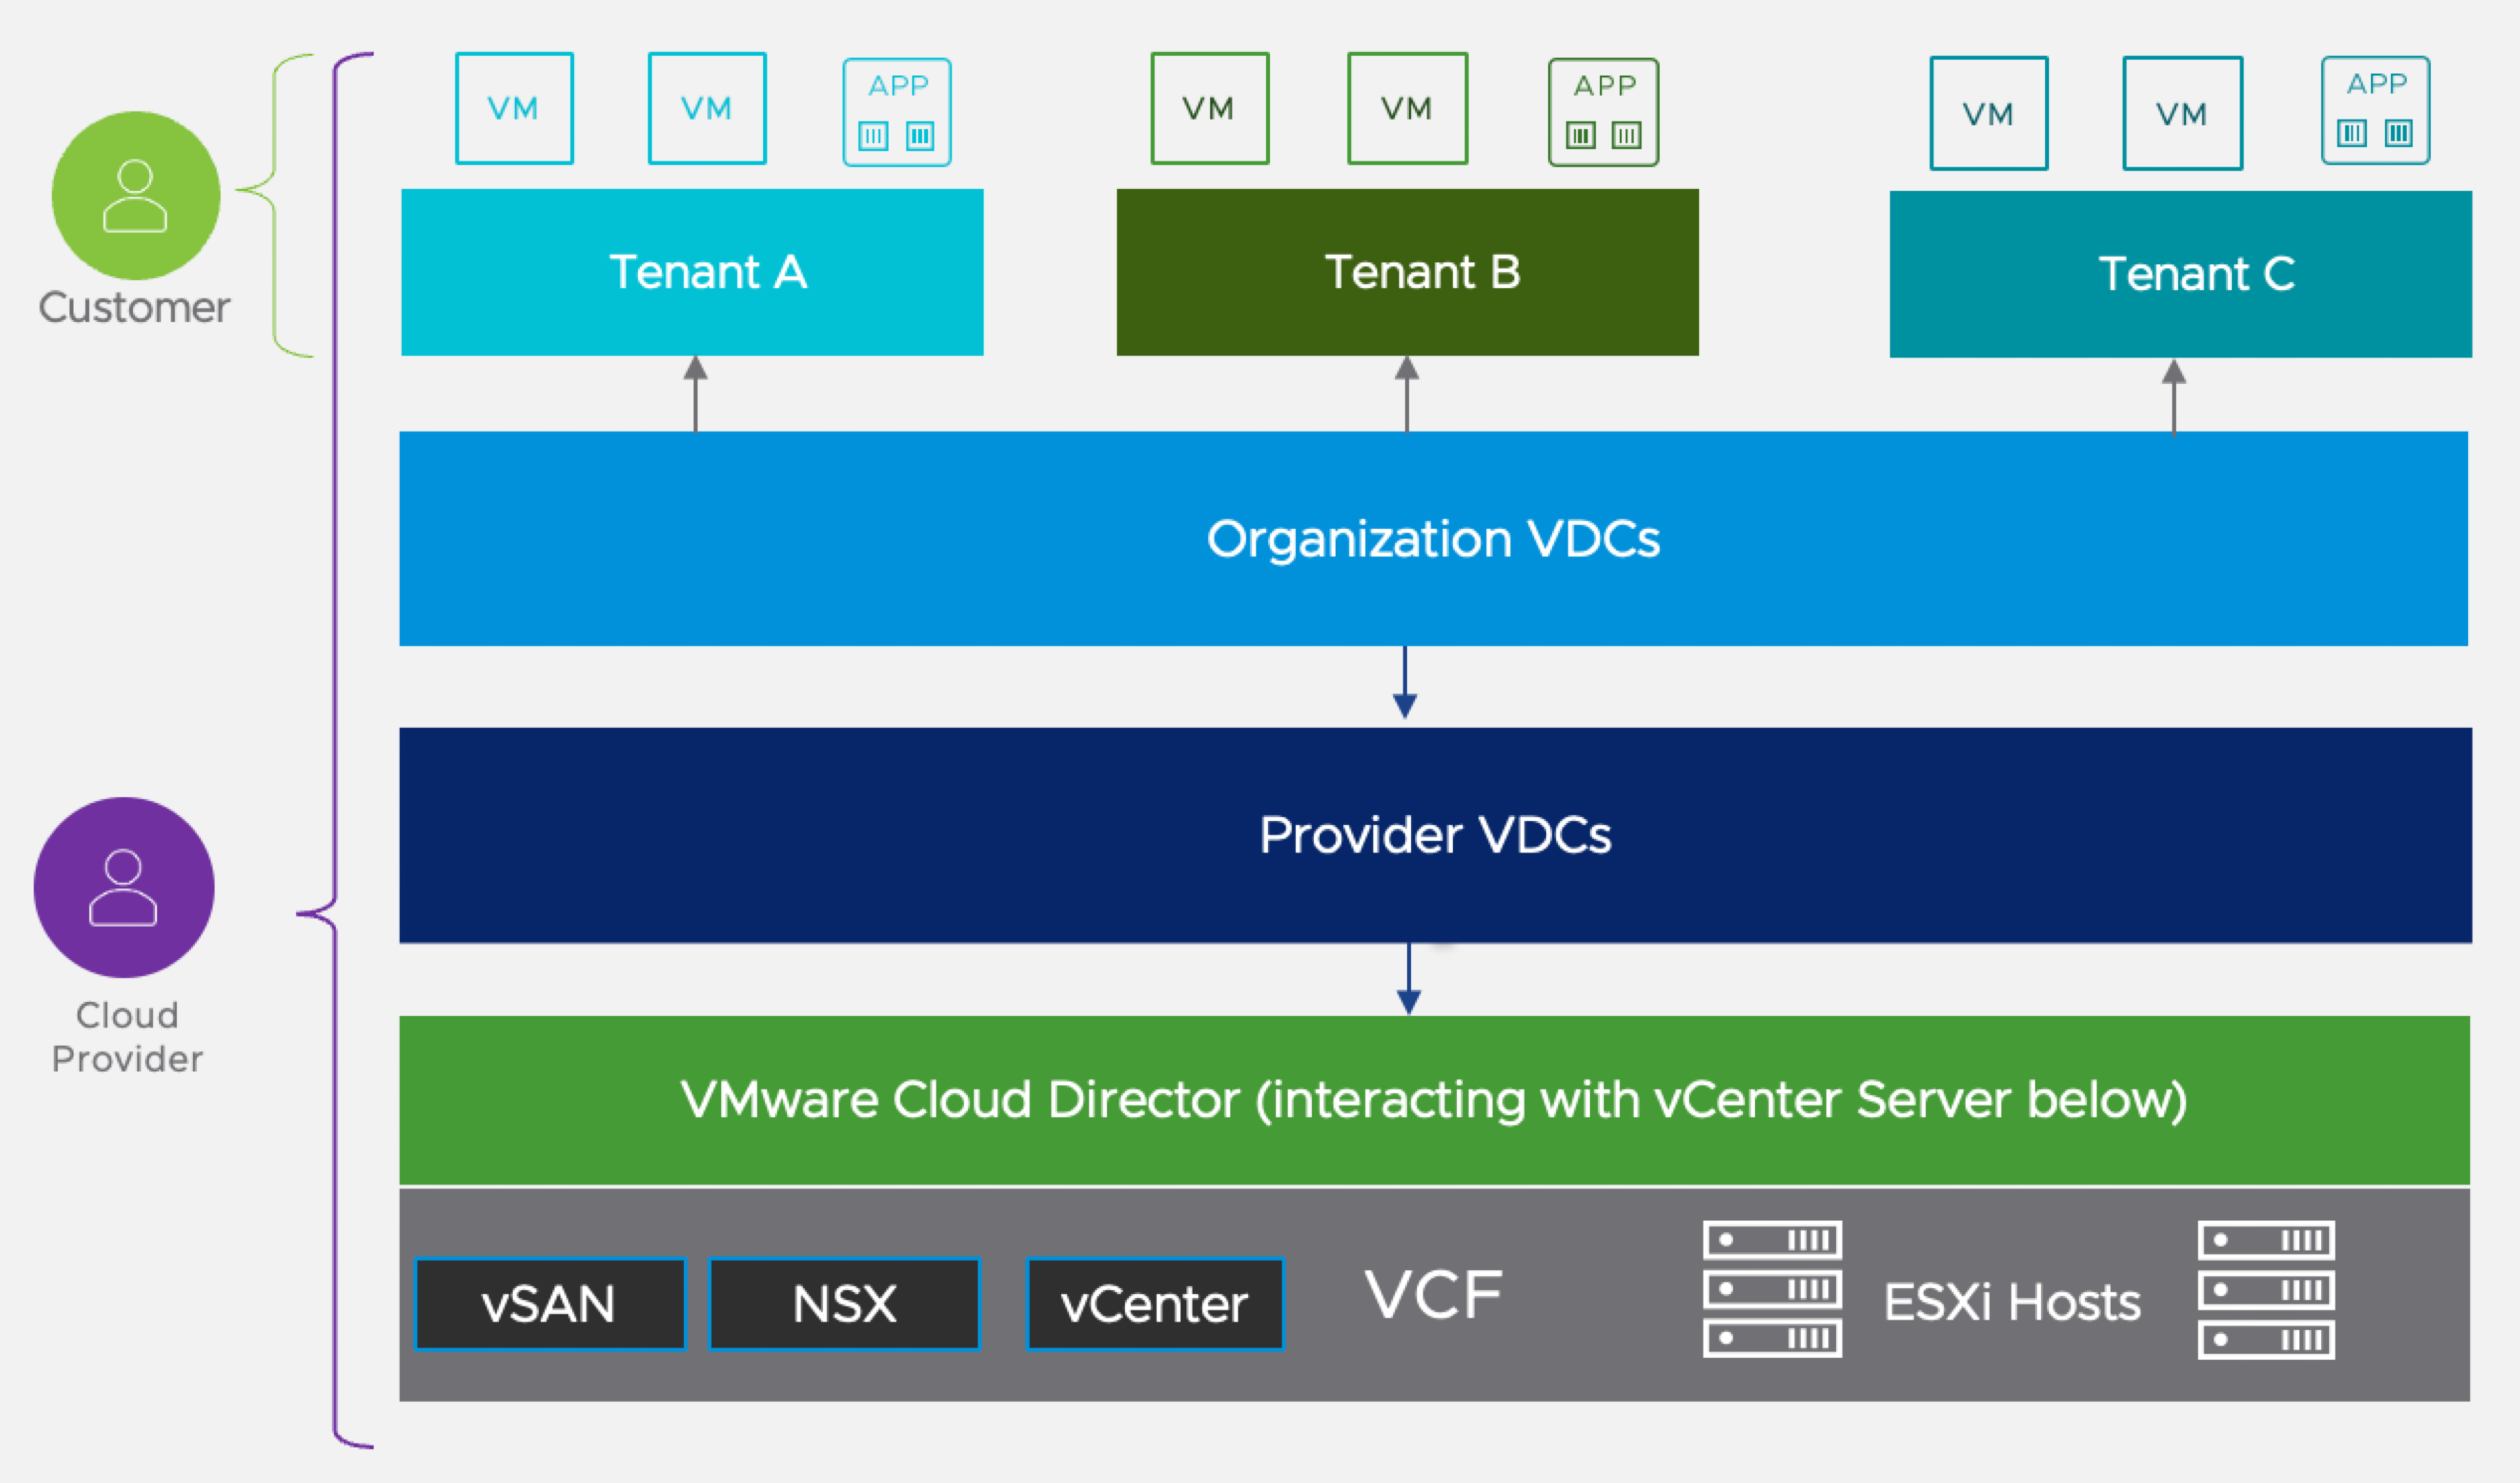 VM
VM
APP
VM
VM
APP
VM
VM
APP
Customer
Tenant A
Tenant B
Tenant C
Organization VDCs
Provider VDCs
Cloud
Provider
VMware Cloud Director (interacting with vCenter Server below)
vSAN
NSX
vCenter
VCF
ESXi Hosts